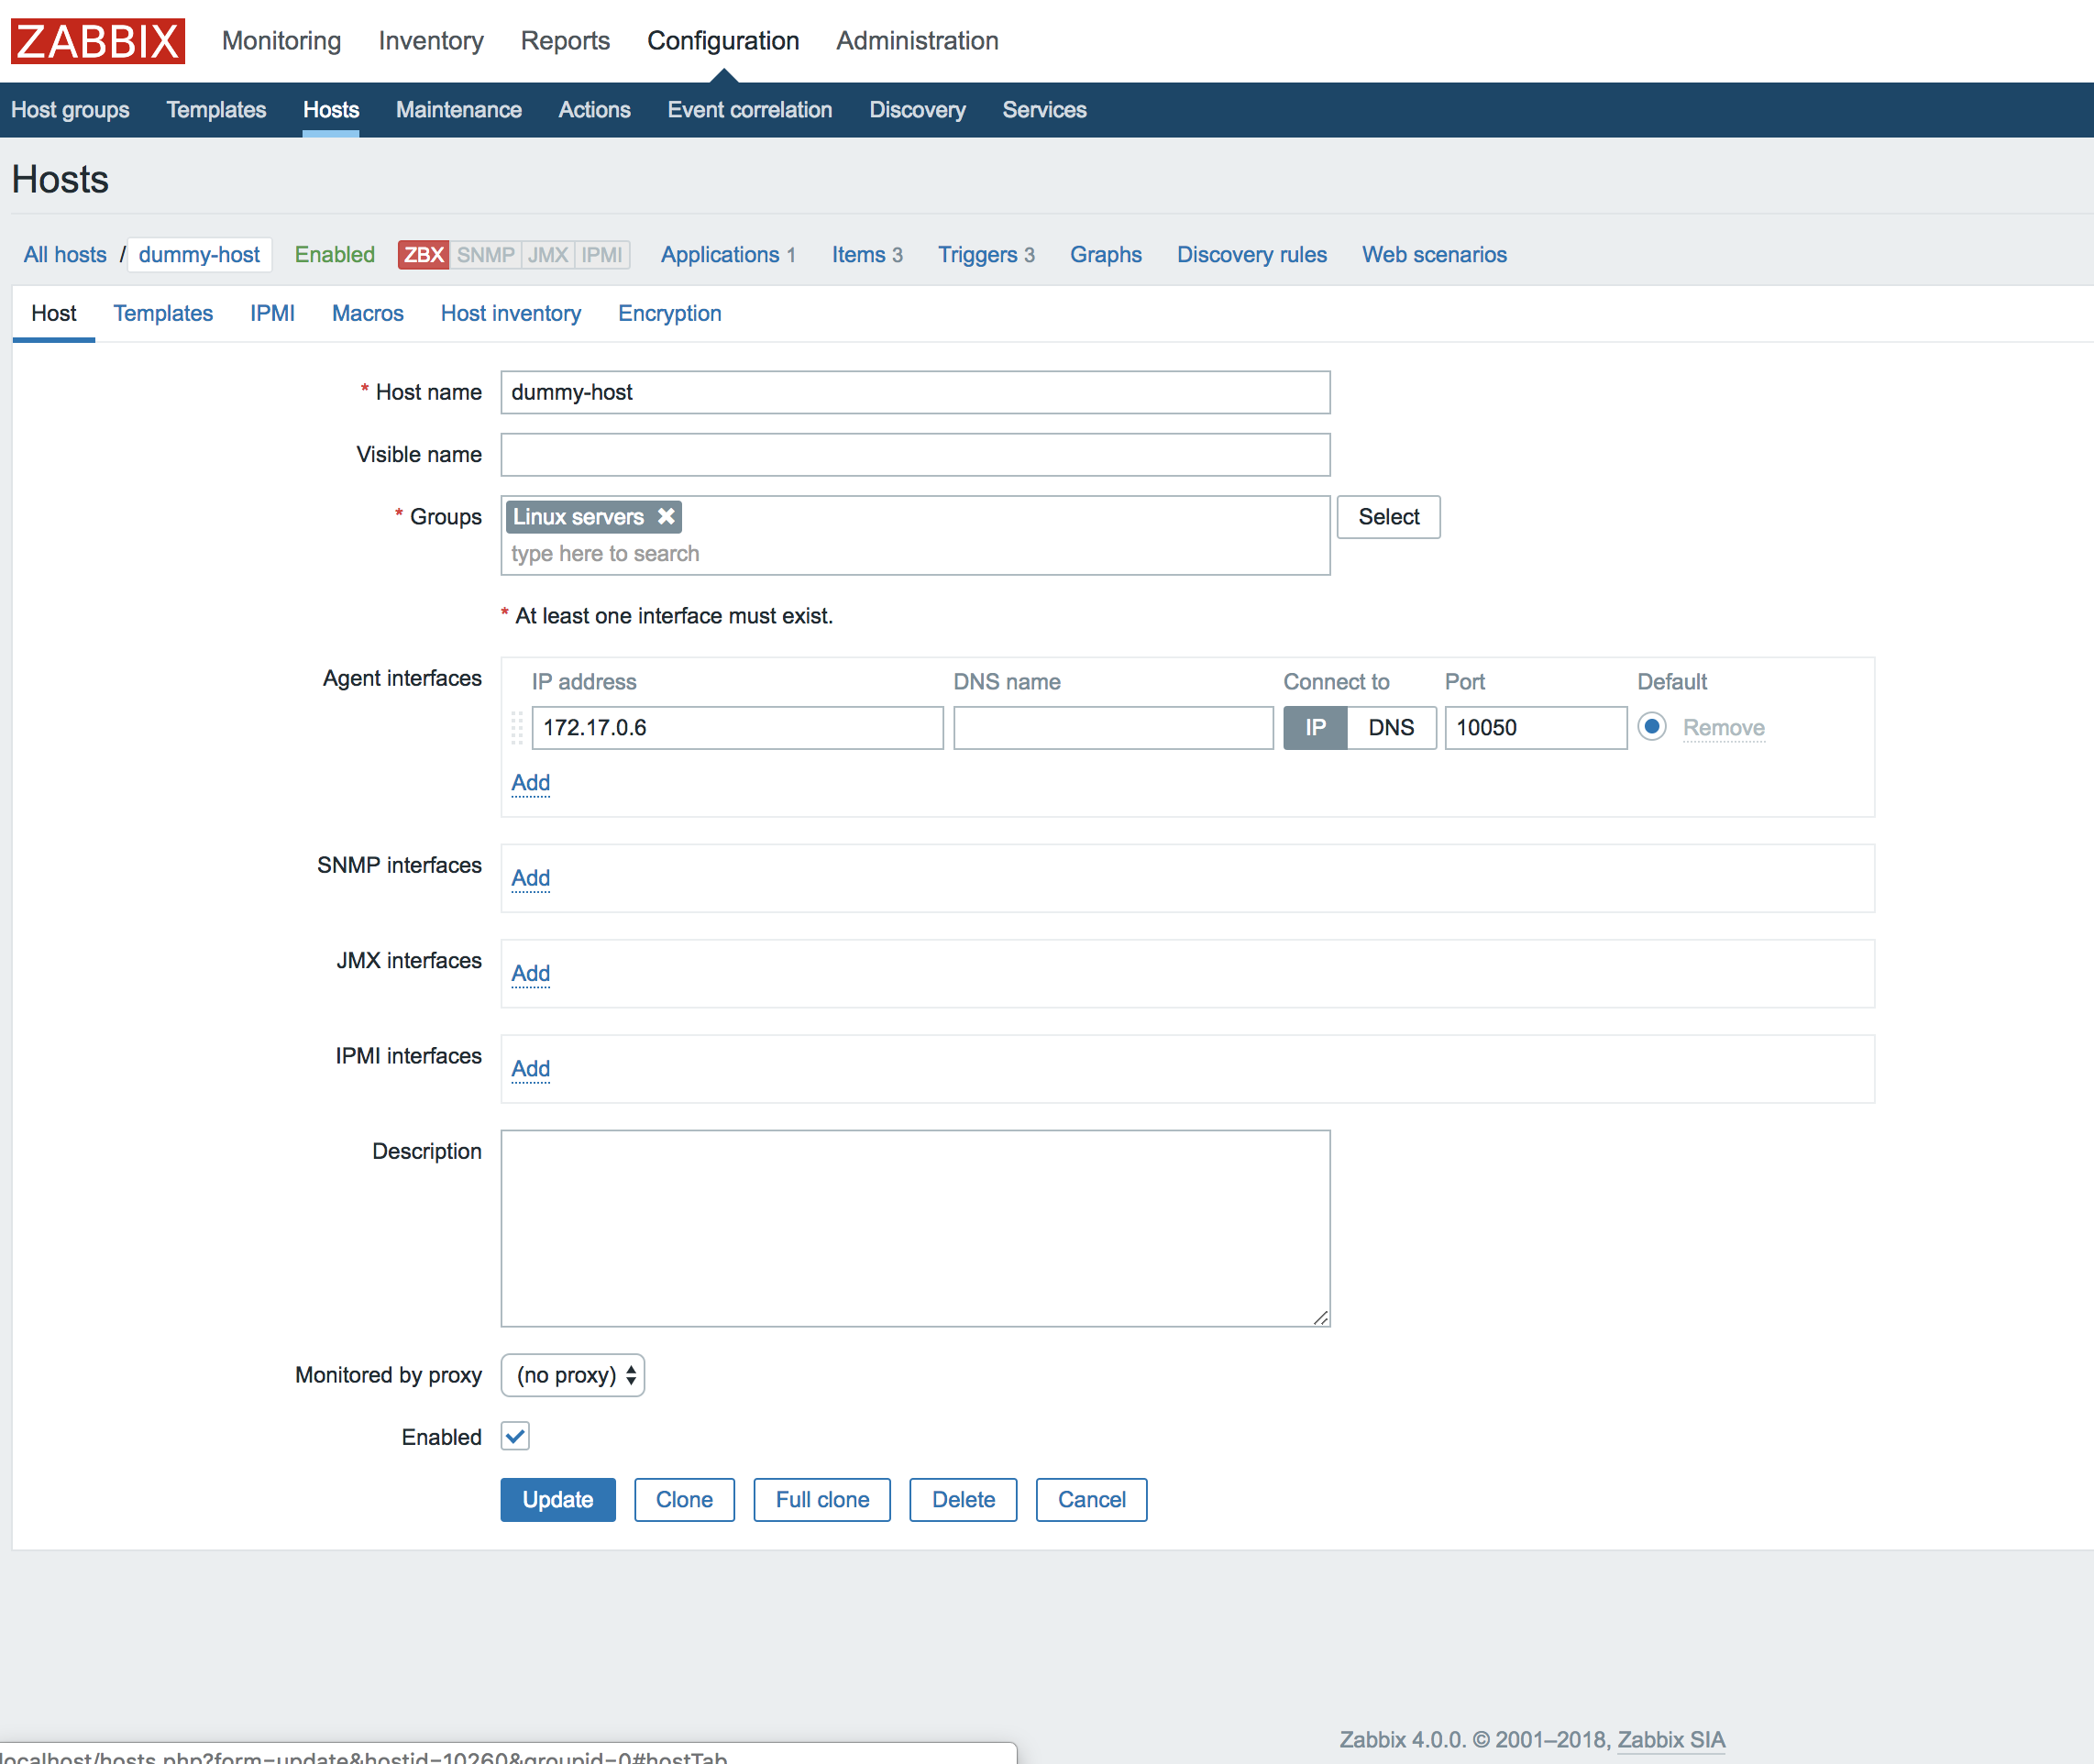 ZABBIX Monitoring Inventory Reports Configuration Administration
Host groups Templates Hosts Maintenance Actions Event correlation Discovery Services
Hosts
All hosts / dummy-host Enabled ZBX SNMP JMX IPMI Applications 1 Items 3 Triggers 3 Graphs Discovery rules Web scenarios
Host Templates IPMI Macros Host inventory Encryption
* Host name dummy-host
Visible name
* Groups Linux servers Select
type here to search
* At least one interface must exist.
Agent interfaces IP address DNS name Connect to Port Default
172.17.0.6 IP DNS 10050 Remove
Add
SNMP interfaces Add
JMX interfaces Add
IPMI interfaces Add
Description
Monitored by proxy (no proxy)
Enabled
Update Clone Full clone Delete Cancel
Zabbix 4.0.0. © 2001–2018, Zabbix SIA
localhost/hosts.php?form=update&hostid=10260&groupid=0#hostTab